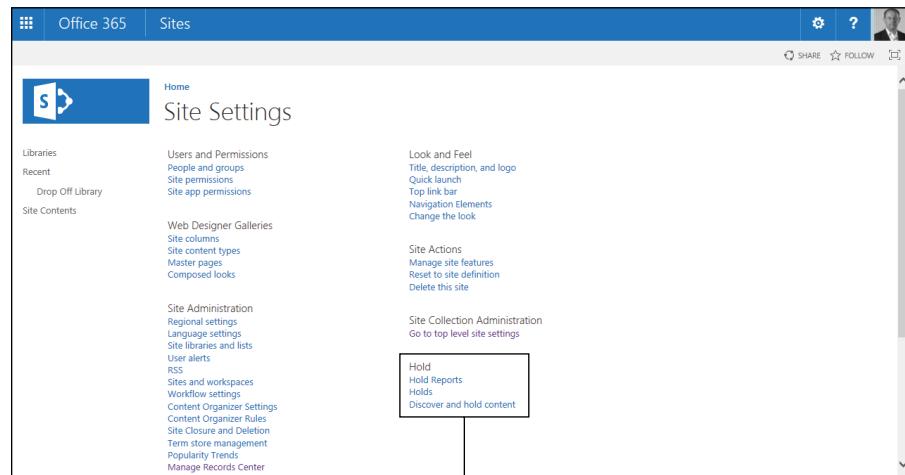 Office 365 Sites
?
SHARE FOLLOW
S
Home
Site Settings
Libraries
Recent
Drop Off Library
Site Contents
Users and Permissions
People and groups
Site permissions
Site app permissions
Web Designer Galleries
Site columns
Site content types
Master pages
Composed looks
Site Administration
Regional settings
Language settings
Site libraries and lists
User alerts
RSS
Sites and workspaces
Workflow settings
Content Organizer Settings
Content Organizer Rules
Site Closure and Deletion
Term store management
Popularity Trends
Manage Records Center
Look and Feel
Title, description, and logo
Quick launch
Top link bar
Navigation Elements
Change the look
Site Actions
Manage site features
Reset to site definition
Delete this site
Site Collection Administration
Go to top level site settings
Hold
Hold Reports
Holds
Discover and hold content